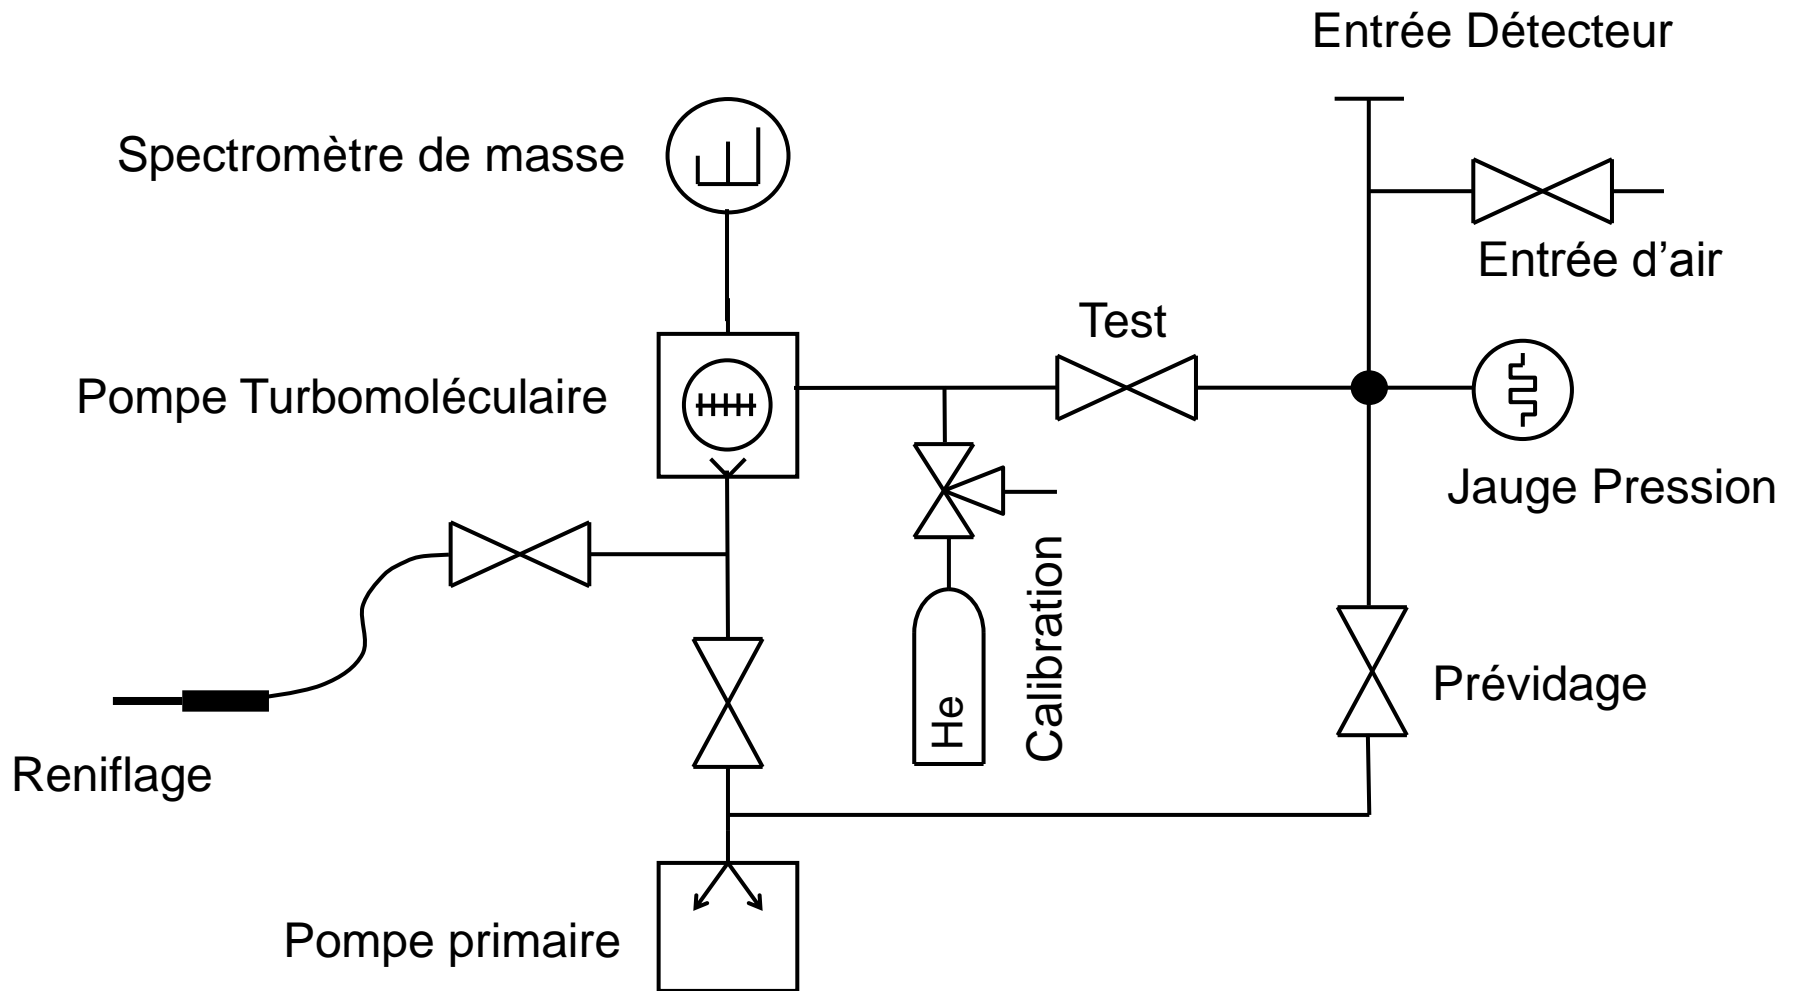 Entrée Détecteur
Spectromètre de masse
Entrée d’air
Test
Pompe Turbomoléculaire
Jauge Pression
Calibration
He
Prévidage
Reniflage
Pompe primaire